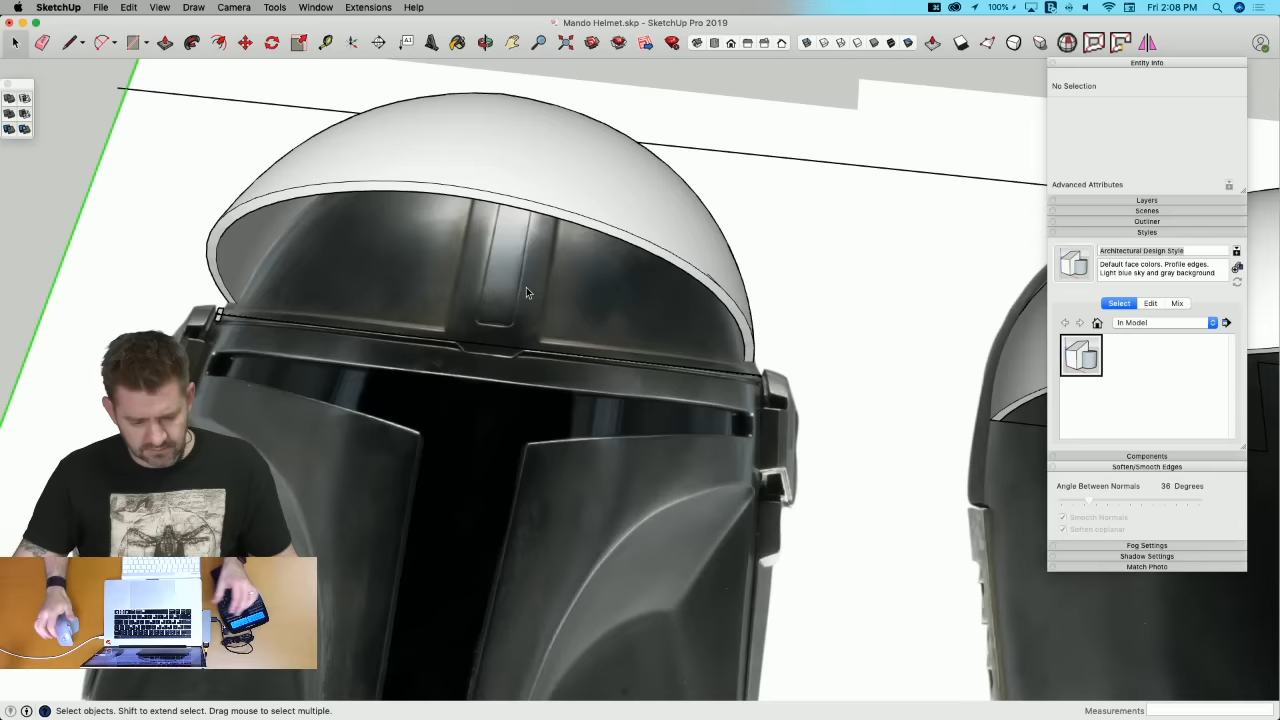 SketchUp File Edit View Draw Camera Tools Window Extensions Help
100% Fri 2:08 PM
Mando Helmet.skp - SketchUp Pro 2019
Entity Info
No Selection
Advanced Attributes
Layers
Scenes
Outliner
Styles
Architectural Design Style
Default face colors. Profile edges.
Light blue sky and gray background
Select Edit Mix
In Model
Components
Soften/Smooth Edges
Angle Between Normals 36 Degrees
Smooth Normals
Soften coplanar
Fog Settings
Shadow Settings
Match Photo
Select objects. Shift to extend select. Drag mouse to select multiple.
Measurements